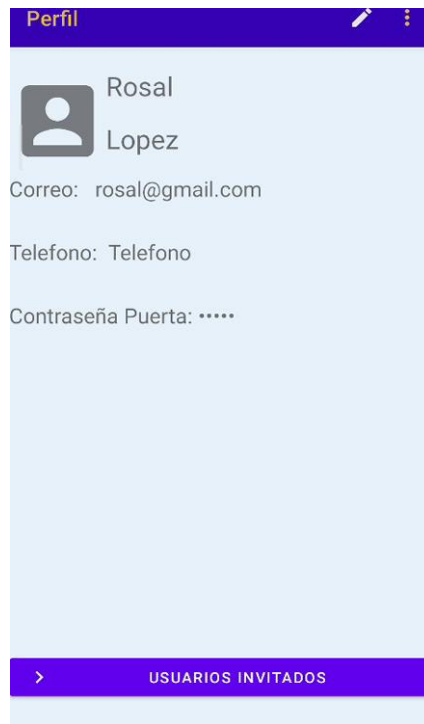 Perfil
Rosal
Lopez
Correo: rosal@gmail.com
Telefono: Telefono
Contraseña Puerta: •••••
USUARIOS INVITADOS